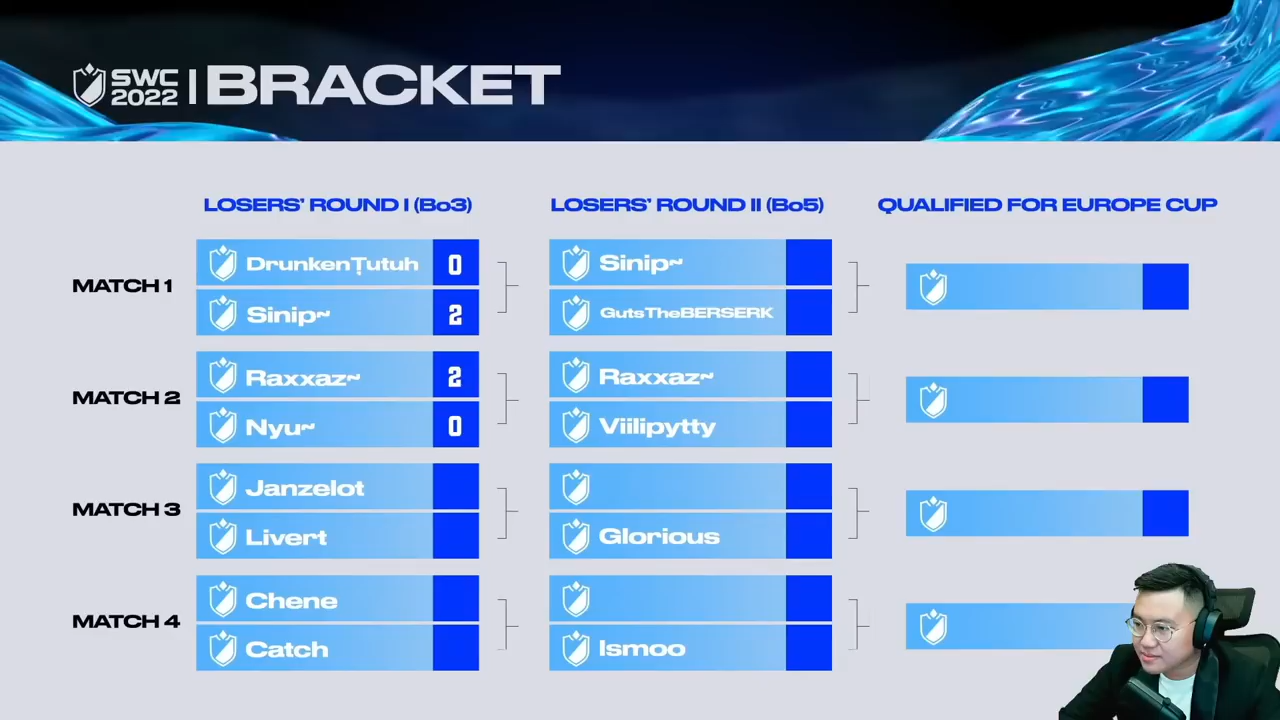 SWC 2022 | BRACKET
LOSERS' ROUND I (Bo3)
LOSERS' ROUND II (Bo5)
QUALIFIED FOR EUROPE CUP
MATCH 1
DrunkenṬutuh 0
Sinip~ 2
Sinip~
GutsTheBERSERK
MATCH 2
Raxxaz~ 2
Nyu~ 0
Raxxaz~
Viilipytty
MATCH 3
Janzelot
Livert
Glorious
MATCH 4
Chene
Catch
Ismoo